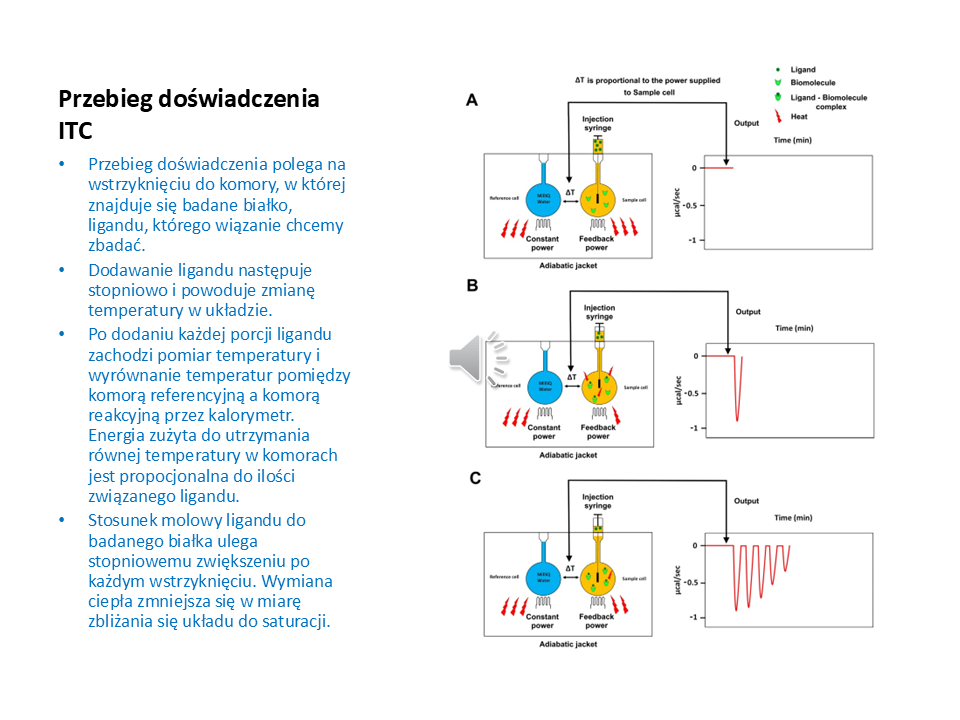 Przebieg doświadczenia
ITC
• Przebieg doświadczenia polega na
wstrzyknięciu do komory, w której
znajduje się badane białko,
ligandu, którego wiązanie chcemy
zbadać.
• Dodawanie ligandu następuje
stopniowo i powoduje zmianę
temperatury w układzie.
• Po dodaniu każdej porcji ligandu
zachodzi pomiar temperatury i
wyrównanie temperatur pomiędzy
komorą referencyjną a komorą
reakcyjną przez kalorymetr.
Energia zużyta do utrzymania
równej temperatury w komorach
jest propocjonalna do ilości
związanego ligandu.
• Stosunek molowy ligandu do
badanego białka ulega
stopniowemu zwiększeniu po
każdym wstrzyknięciu. Wymiana
ciepła zmniejsza się w miarę
zbliżania się układu do saturacji.
A
ΔT is proportional to the power supplied
to Sample cell
Ligand
Biomolecule
Ligand - Biomolecule
complex
Heat
Injection
syringe
Output
Time (min)
Reference cell
MilliQ
Water
ΔT
Sample cell
Constant
power
Feedback
power
Adiabatic jacket
µcal/sec
0
-0.5
-1
B
Injection
syringe
Output
Time (min)
Reference cell
MilliQ
Water
ΔT
Sample cell
Constant
power
Feedback
power
Adiabatic jacket
µcal/sec
0
-0.5
-1
C
Injection
syringe
Output
Time (min)
Reference cell
MilliQ
Water
ΔT
Sample cell
Constant
power
Feedback
power
Adiabatic jacket
µcal/sec
0
-0.5
-1